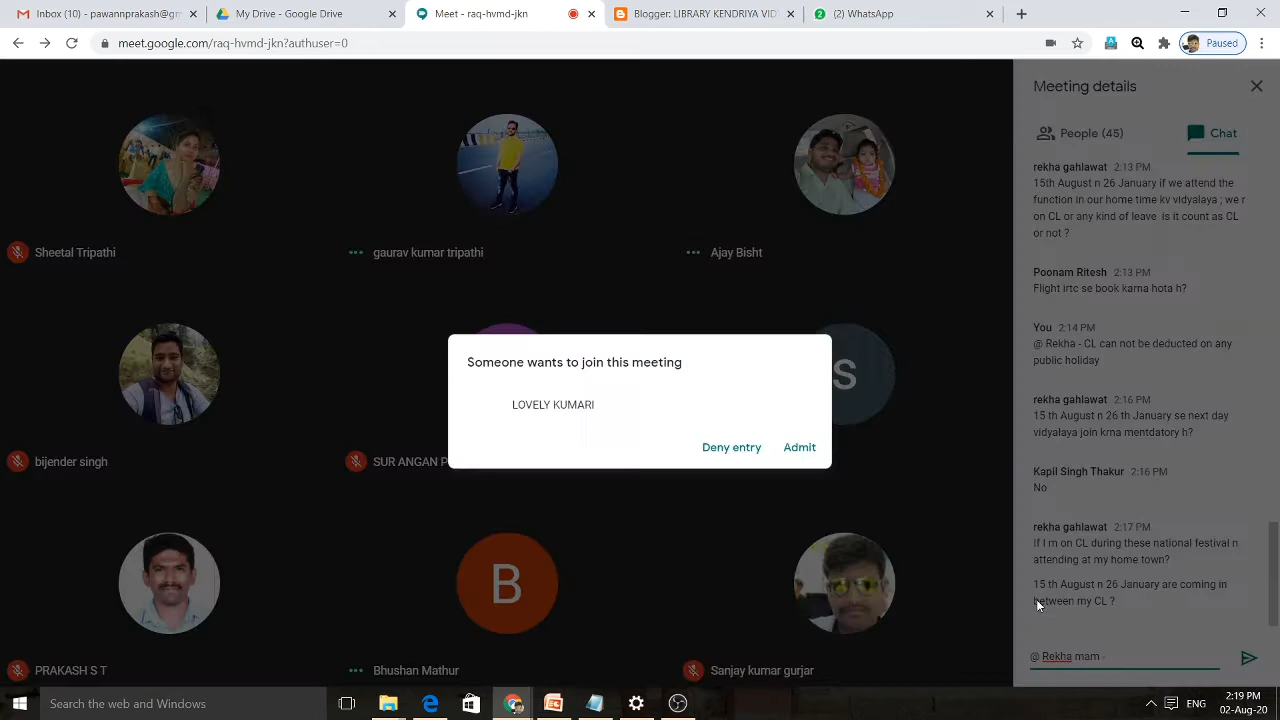 Inbox (10) - pawanprakash@gm
My Drive - Google Drive
Meet - raq-hvmd-jkn
Blogger: LIBRARY KENDRIYA VID
2
(2) WhatsApp
meet.google.com/raq-hvmd-jkn?authuser=0
Paused
Meeting details
People (45)
Chat
rekha gahlawat 2:13 PM
15th August n 26 January if we attend the
function in our home time kv vidyalaya ; we r
on CL or any kind of leave is it count as CL
or not ?
Poonam Ritesh 2:13 PM
Flight irtc se book karna hota h?
You 2:14 PM
@ Rekha - CL can not be deducted on any
public holiday
rekha gahlawat 2:16 PM
15 th August n 26 th January se next day
vidyalaya join krna mentdatory h?
Kapil Singh Thakur 2:16 PM
No
rekha gahlawat 2:17 PM
If I m on CL during these national festival n
attending at my home town?
15 th August n 26 January are coming in
between my CL ?
@ Rekha mam -
Sheetal Tripathi
gaurav kumar tripathi
Ajay Bisht
Someone wants to join this meeting
LOVELY KUMARI
Deny entry
Admit
S
bijender singh
SUR ANGAN P
B
PRAKASH S T
Bhushan Mathur
Sanjay kumar gurjar
Search the web and Windows
ENG
2:19 PM
02-Aug-20